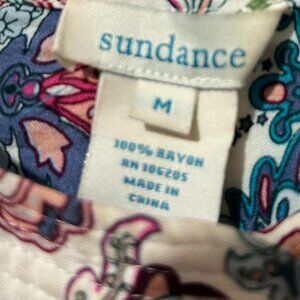 sundance
M
100% RAYON
RN 106205
MADE IN
CHINA